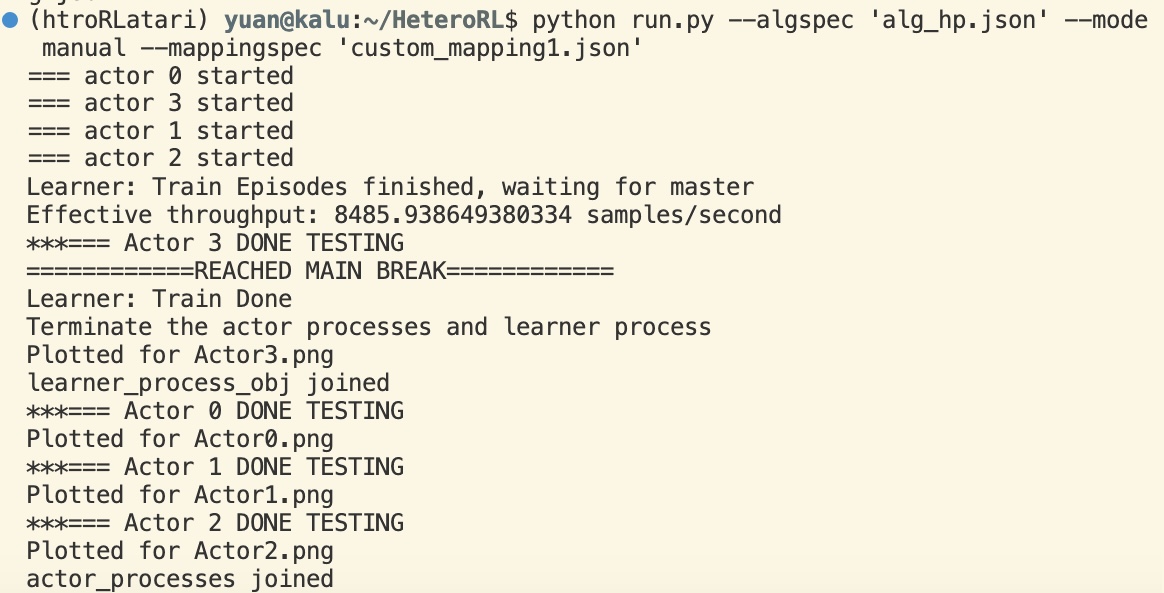 (htroRLatari) yuan@kalu:~/HeteroRL$ python run.py --algspec 'alg_hp.json' --mode
manual --mappingspec 'custom_mapping1.json'
=== actor 0 started
=== actor 3 started
=== actor 1 started
=== actor 2 started
Learner: Train Episodes finished, waiting for master
Effective throughput: 8485.938649380334 samples/second
***=== Actor 3 DONE TESTING
============REACHED MAIN BREAK============
Learner: Train Done
Terminate the actor processes and learner process
Plotted for Actor3.png
learner_process_obj joined
***=== Actor 0 DONE TESTING
Plotted for Actor0.png
***=== Actor 1 DONE TESTING
Plotted for Actor1.png
***=== Actor 2 DONE TESTING
Plotted for Actor2.png
actor_processes joined